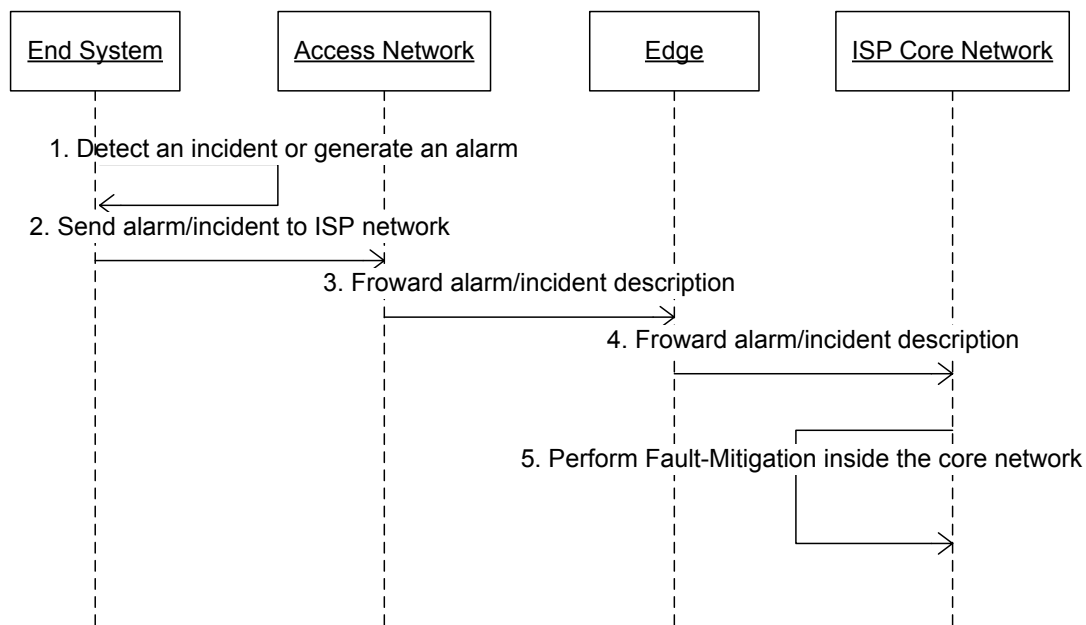 End System
Access Network
Edge
ISP Core Network
1. Detect an incident or generate an alarm
2. Send alarm/incident to ISP network
3. Froward alarm/incident description
4. Froward alarm/incident description
5. Perform Fault-Mitigation inside the core network